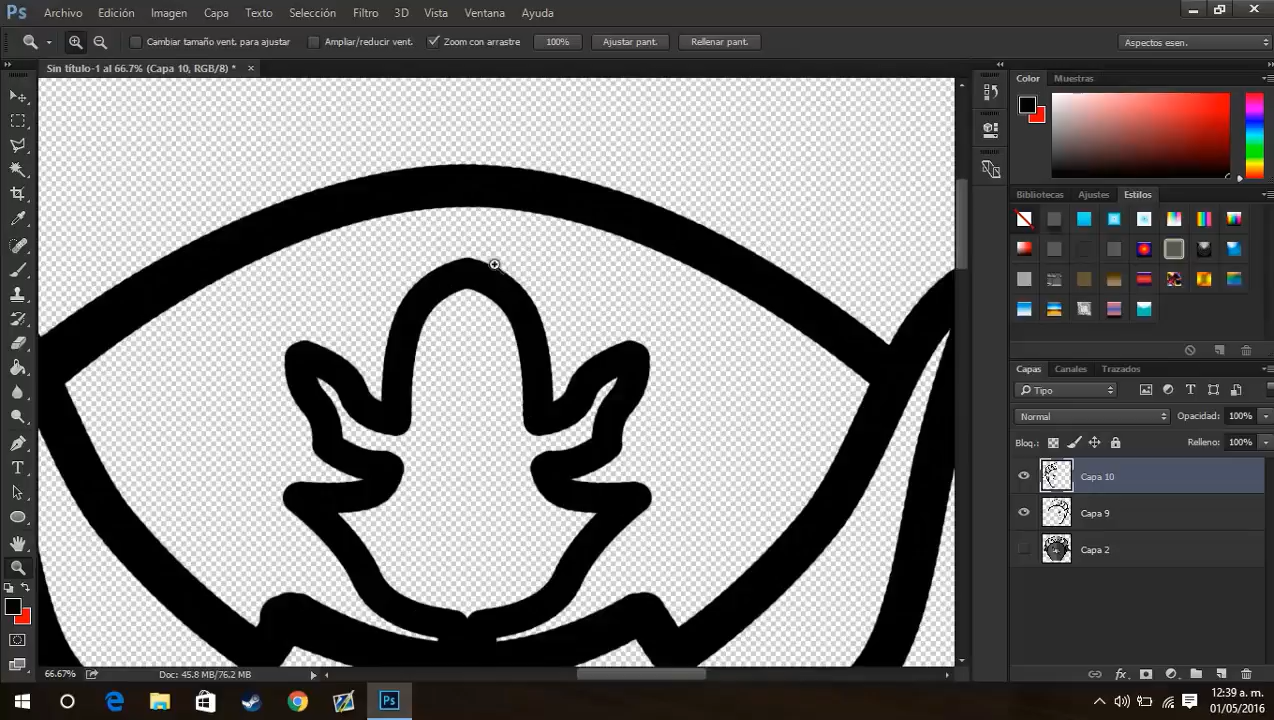 Ps Archivo Edición Imagen Capa Texto Selección Filtro 3D Vista Ventana Ayuda
Cambiar tamaño vent. para ajustar Ampliar/reducir vent. Zoom con arrastre 100% Ajustar pant. Rellenar pant. Aspectos esen.
Sin título-1 al 66.7% (Capa 10, RGB/8) *
Color Muestras
Bibliotecas Ajustes Estilos
Capas Canales Trazados
Tipo
Normal Opacidad: 100%
Bloq.: Relleno: 100%
Capa 10
Capa 9
Capa 2
66.67% Doc: 45.8 MB/76.2 MB
12:39 a. m.
01/05/2016